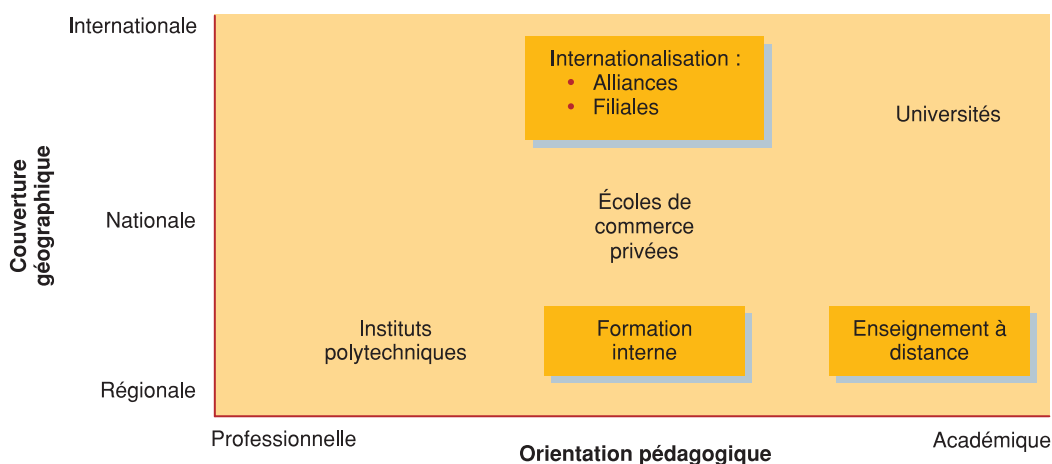 Internationale
Internationalisation :
• Alliances
• Filiales
Universités
Couverture
géographique
Nationale
Écoles de
commerce
privées
Instituts
polytechniques
Formation
interne
Enseignement à
distance
Régionale
Professionnelle
Orientation pédagogique
Académique